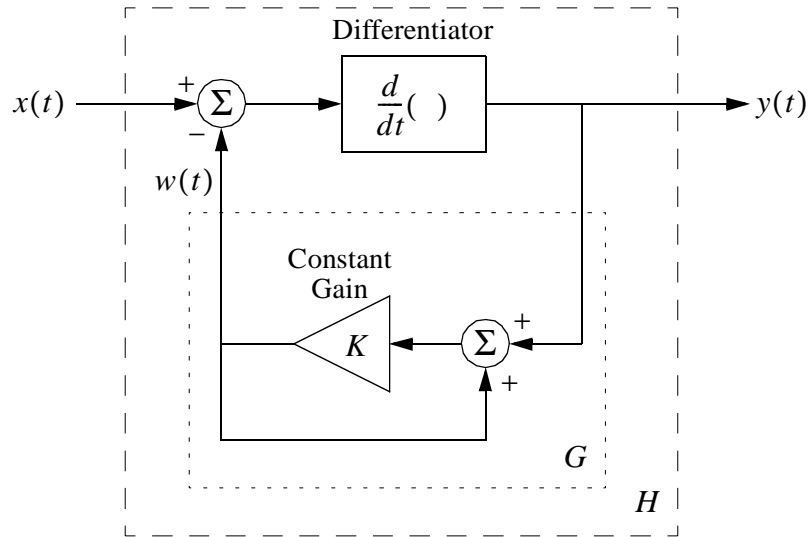 Differentiator
x(t)
+
Σ
−
d/dt ( )
y(t)
w(t)
Constant
Gain
K
Σ
+
+
G
H